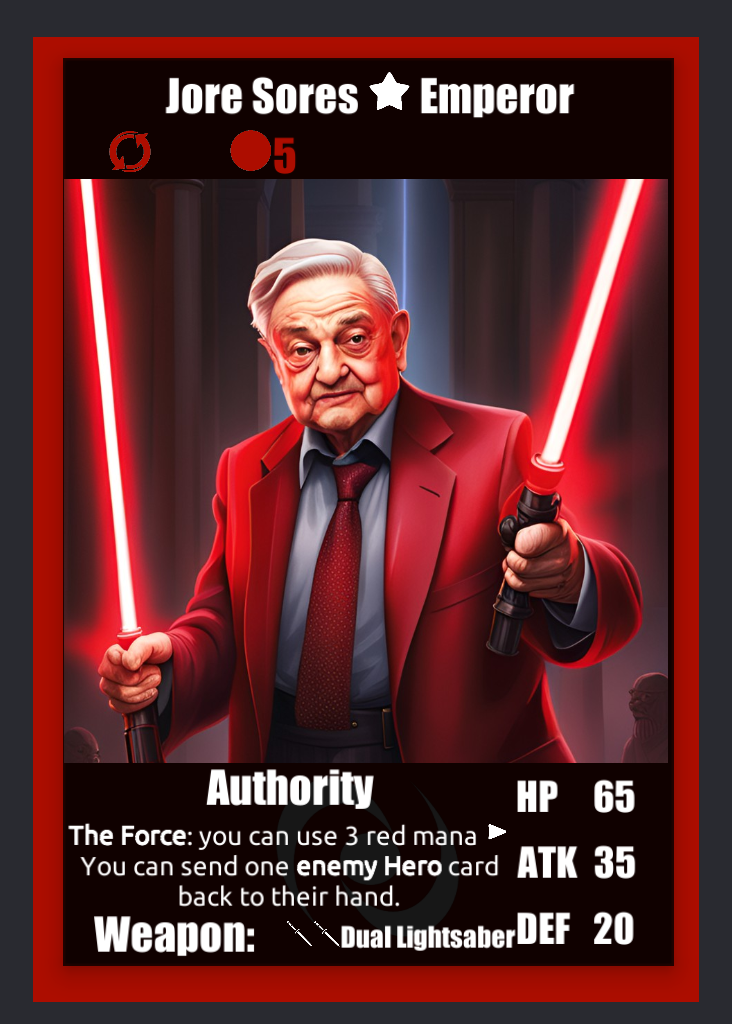 Jore Sores ★ Emperor
5
Authority
HP 65
The Force: you can use 3 red mana ►
You can send one enemy Hero card
back to their hand.
ATK 35
Weapon: Dual Lightsaber
DEF 20